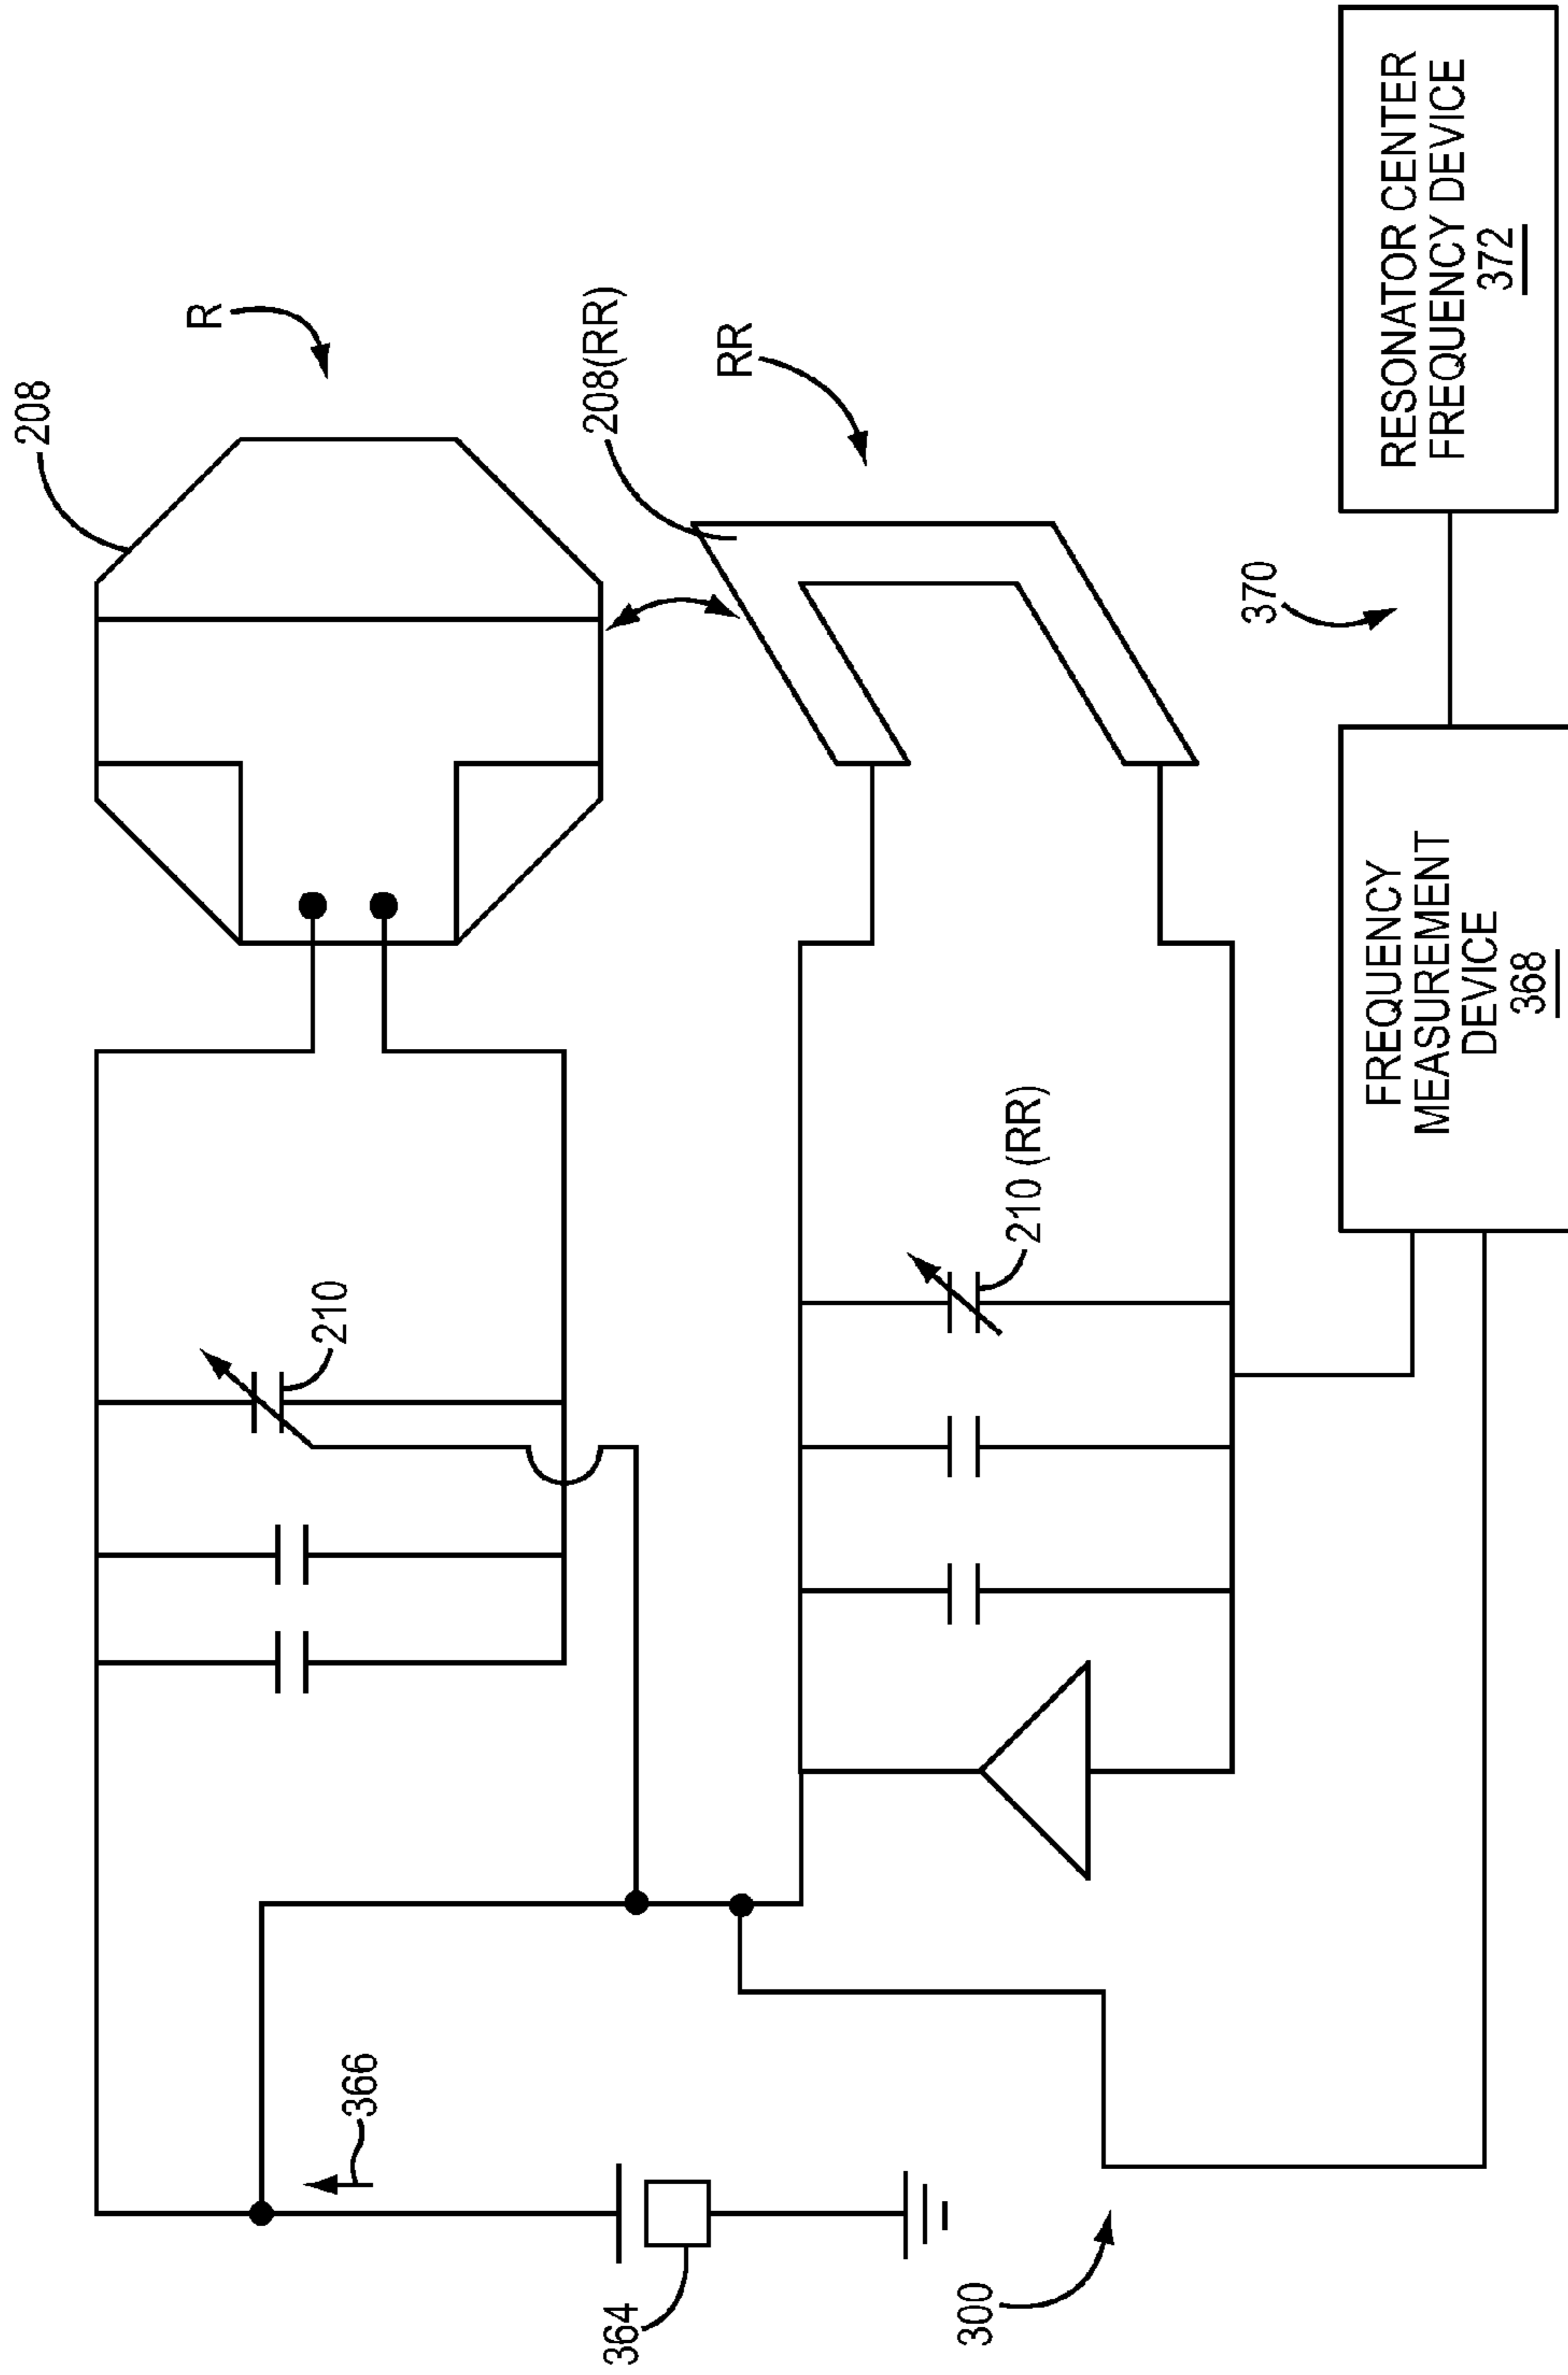 208
R
208(RR)
RR
210
210 (RR)
366
364
300
370
FREQUENCY
MEASUREMENT
DEVICE
368
RESONATOR CENTER
FREQUENCY DEVICE
372